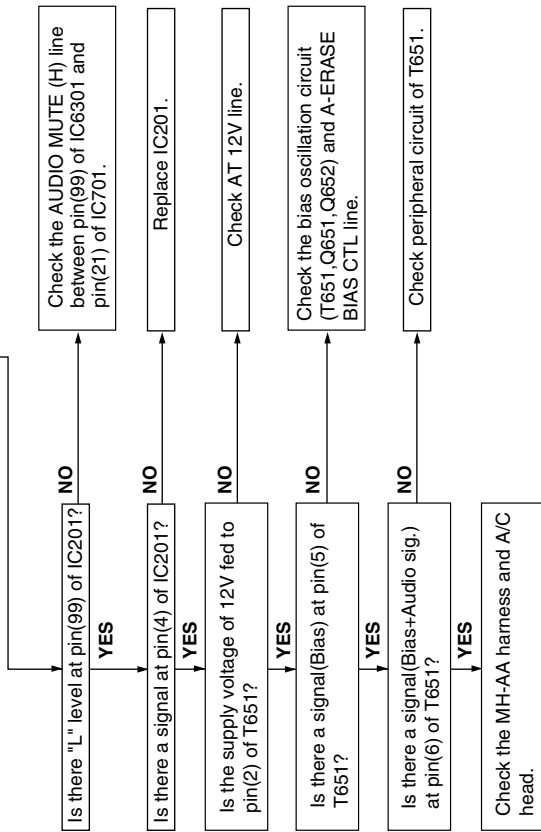 Is there "L" level at pin(99) of IC201?
NO
Check the AUDIO MUTE (H) line
between pin(99) of IC6301 and
pin(21) of IC701.
YES
Is there a signal at pin(4) of IC201?
NO
Replace IC201.
YES
Is the supply voltage of 12V fed to
pin(2) of T651?
NO
Check AT 12V line.
YES
Is there a signal(Bias) at pin(5) of
T651?
NO
Check the bias oscillation circuit
(T651,Q651,Q652) and A-ERASE
BIAS CTL line.
YES
Is there a signal(Bias+Audio sig.)
at pin(6) of T651?
NO
Check peripheral circuit of T651.
YES
Check the MH-AA harness and A/C
head.